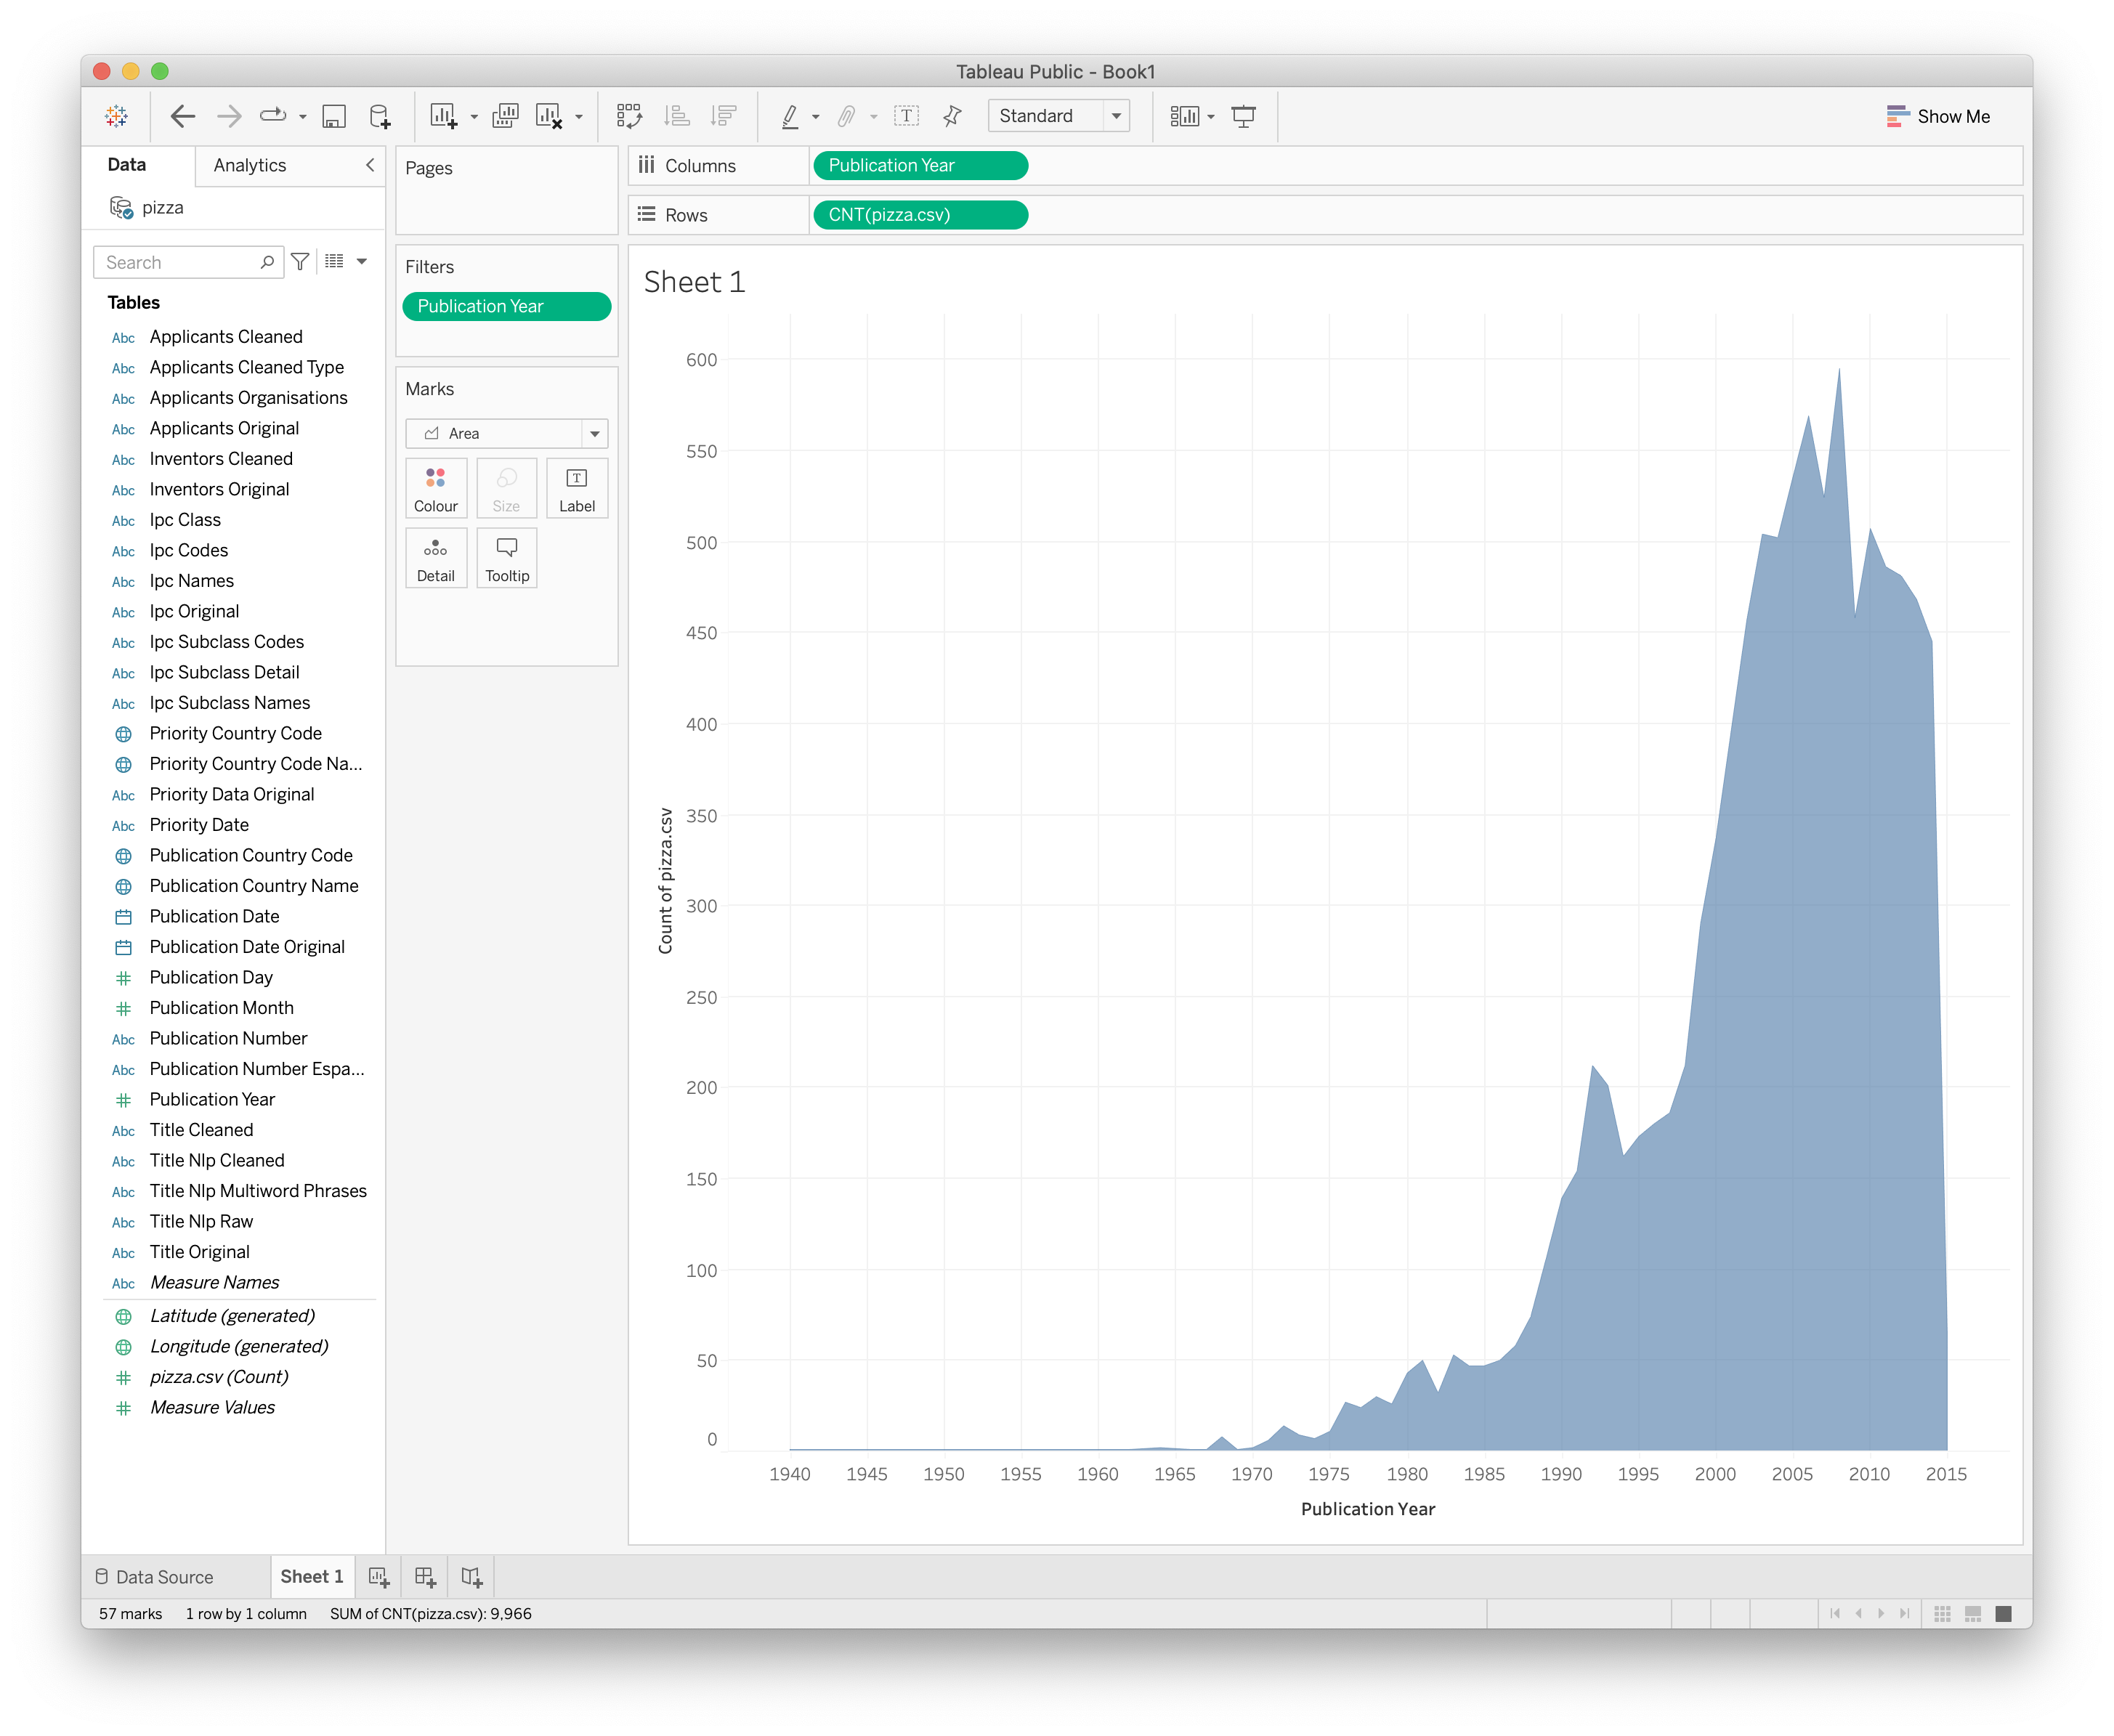 Tableau Public - Book1
Standard
Show Me
Data
Analytics
pizza
Search
Tables
Abc Applicants Cleaned
Abc Applicants Cleaned Type
Abc Applicants Organisations
Abc Applicants Original
Abc Inventors Cleaned
Abc Inventors Original
Abc Ipc Class
Abc Ipc Codes
Abc Ipc Names
Abc Ipc Original
Abc Ipc Subclass Codes
Abc Ipc Subclass Detail
Abc Ipc Subclass Names
Priority Country Code
Priority Country Code Na...
Abc Priority Data Original
Abc Priority Date
Publication Country Code
Publication Country Name
Publication Date
Publication Date Original
# Publication Day
# Publication Month
Abc Publication Number
Abc Publication Number Espa...
# Publication Year
Abc Title Cleaned
Abc Title Nlp Cleaned
Abc Title Nlp Multiword Phrases
Abc Title Nlp Raw
Abc Title Original
Abc Measure Names
Latitude (generated)
Longitude (generated)
# pizza.csv (Count)
# Measure Values
Pages
Filters
Publication Year
Marks
Area
Colour
Size
T Label
Detail
Tooltip
Columns
Publication Year
Rows
CNT(pizza.csv)
Sheet 1
Count of pizza.csv
600
550
500
450
400
350
300
250
200
150
100
50
0
1940 1945 1950 1955 1960 1965 1970 1975 1980 1985 1990 1995 2000 2005 2010 2015
Publication Year
Data Source
Sheet 1
57 marks
1 row by 1 column
SUM of CNT(pizza.csv): 9,966